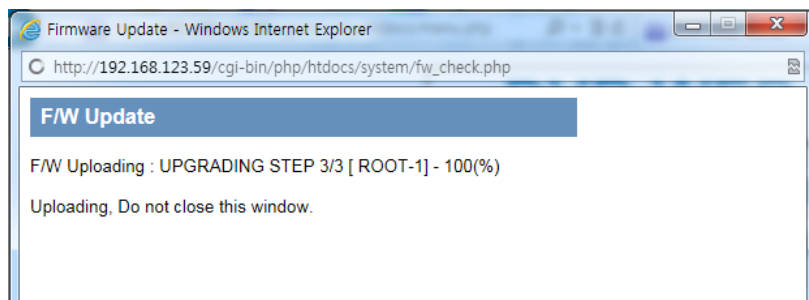 Firmware Update - Windows Internet Explorer
http://192.168.123.59/cgi-bin/php/htdocs/system/fw_check.php
F/W Update
F/W Uploading : UPGRADING STEP 3/3 [ ROOT-1] - 100(%)
Uploading, Do not close this window.